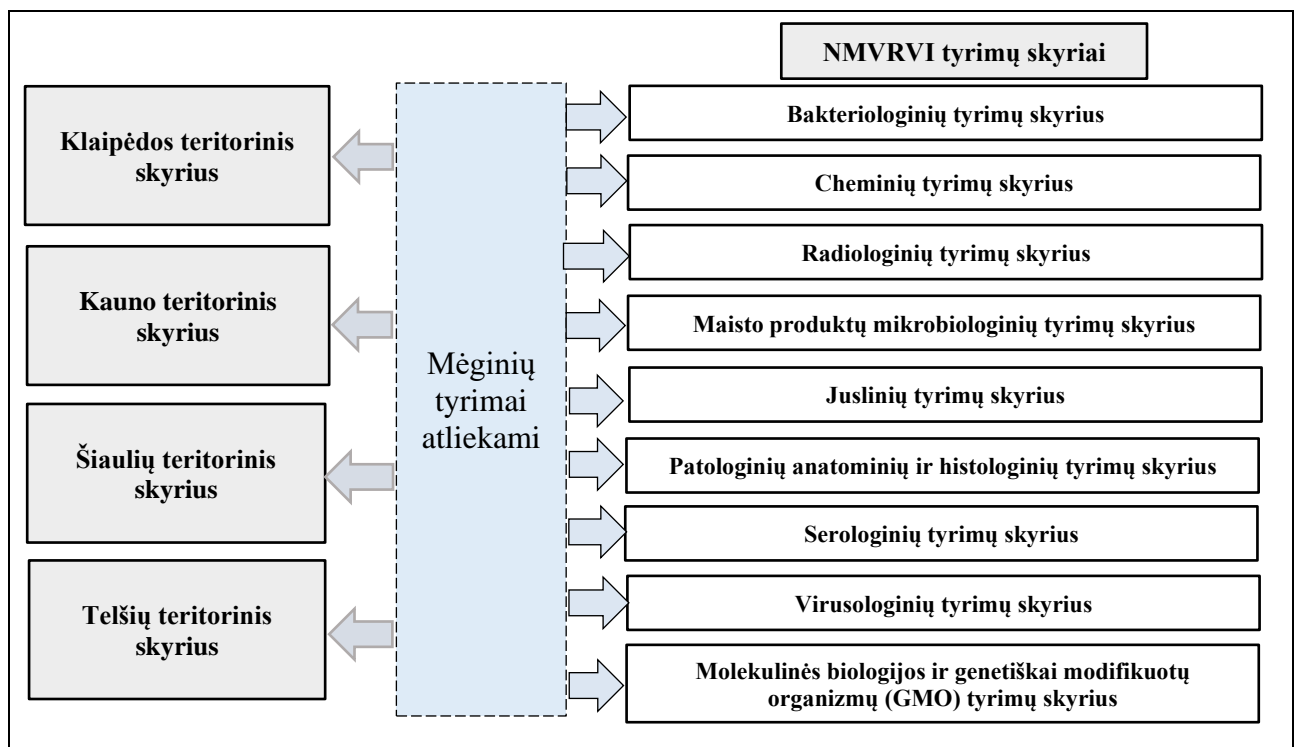 NMVRVI tyrimų skyriai
Klaipėdos teritorinis
skyrius
Kauno teritorinis
skyrius
Šiaulių teritorinis
skyrius
Telšių teritorinis
skyrius
Mėginių
tyrimai
atliekami
Bakteriologinių tyrimų skyrius
Cheminių tyrimų skyrius
Radiologinių tyrimų skyrius
Maisto produktų mikrobiologinių tyrimų skyrius
Juslinių tyrimų skyrius
Patologinių anatominių ir histologinių tyrimų skyrius
Serologinių tyrimų skyrius
Virusologinių tyrimų skyrius
Molekulinės biologijos ir genetiškai modifikuotų
organizmų (GMO) tyrimų skyrius